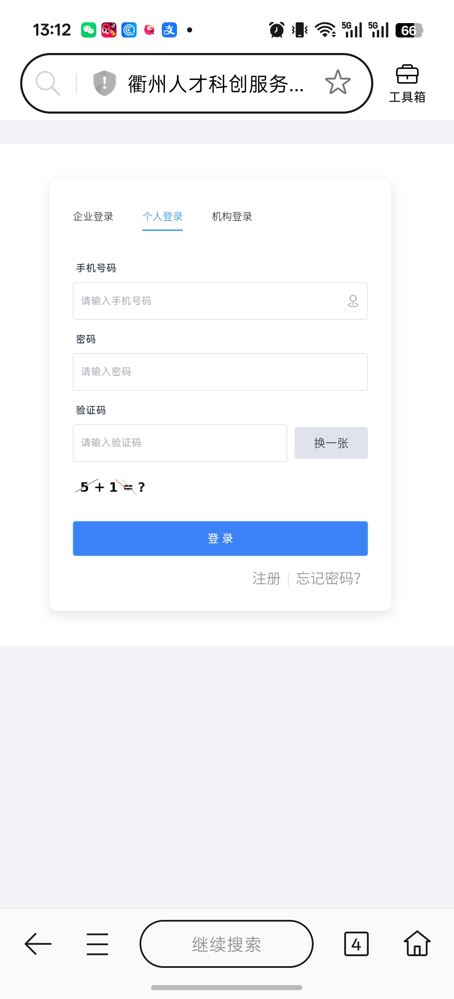 13:12
5G 5G 66
衢州人才科创服务...
工具箱
企业登录 个人登录 机构登录
手机号码
请输入手机号码
密码
请输入密码
验证码
请输入验证码 换一张
5 + 1 = ?
登 录
注册 | 忘记密码?
继续搜索
4